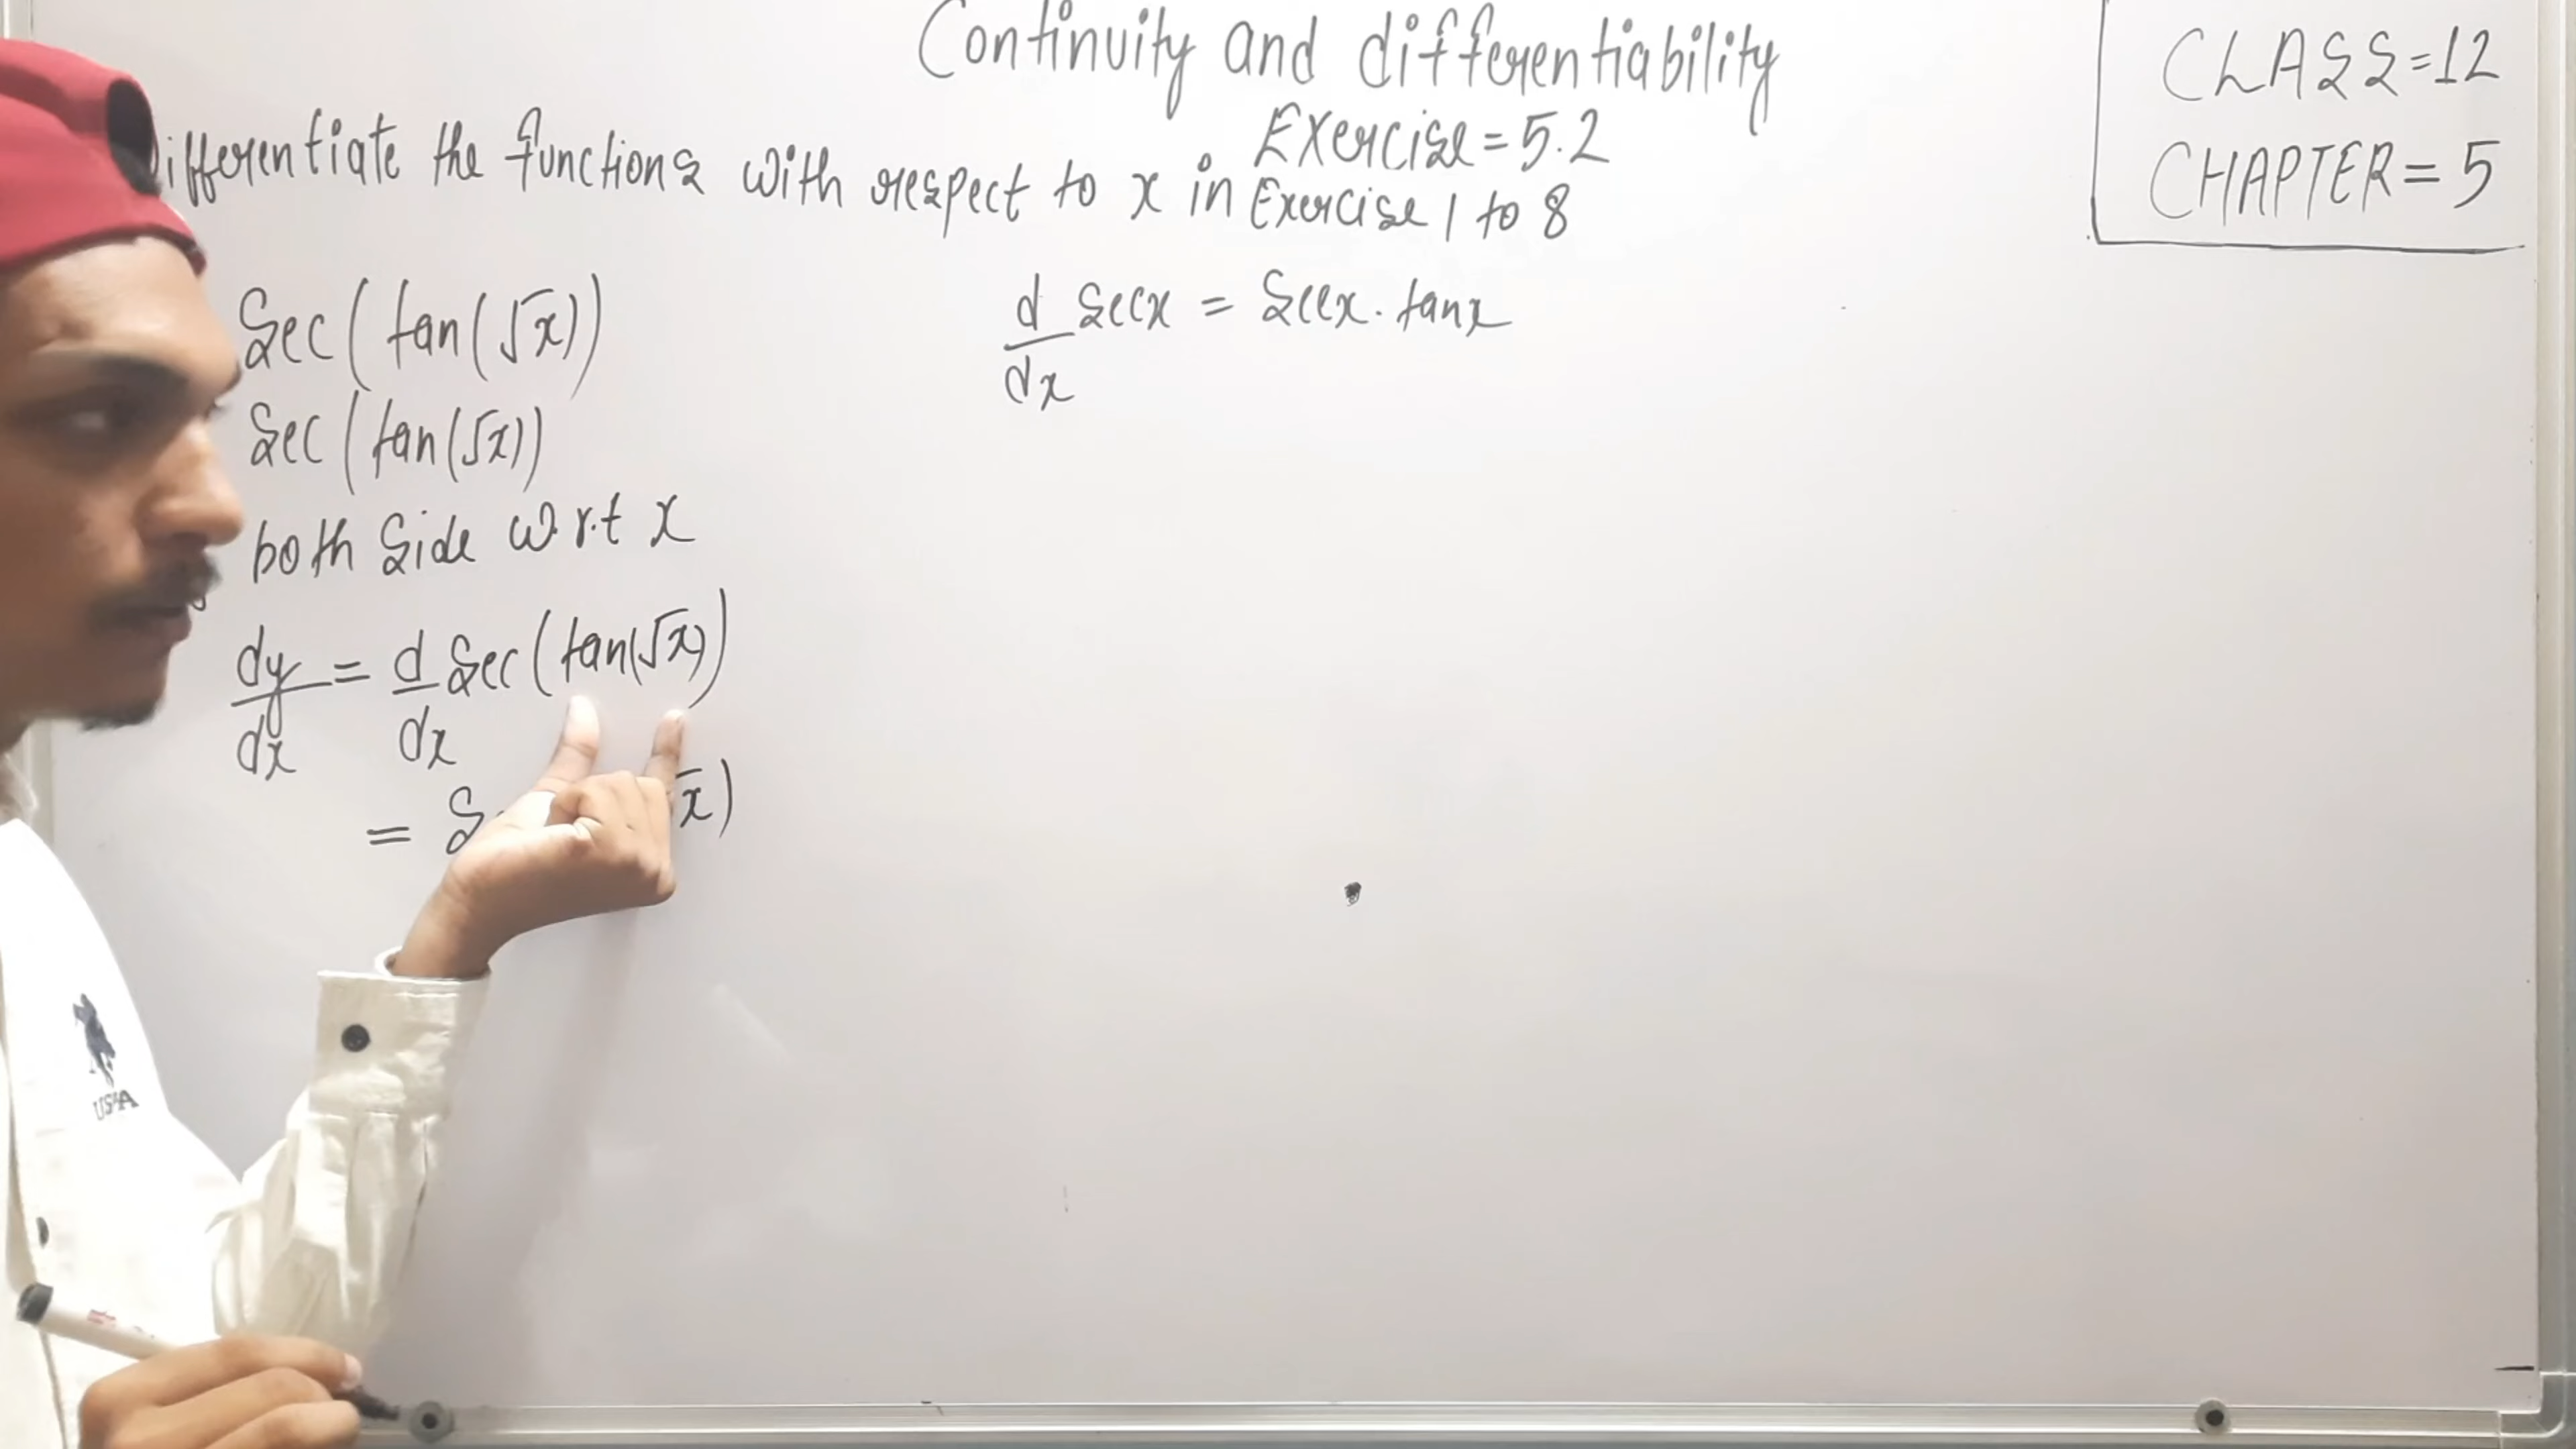 Continuity and differentiability
CLASS=12
CHAPTER=5
Exercise=5.2
Differentiate the functions with respect to x in Exercise 1 to 8
Sec(tan(√x))
d/dx Secx = Secx. tanx
Sec(tan(√x))
both Side w.r.t x
dy/dx = d/dx Sec(tan(√x))
= S √x)
USPA